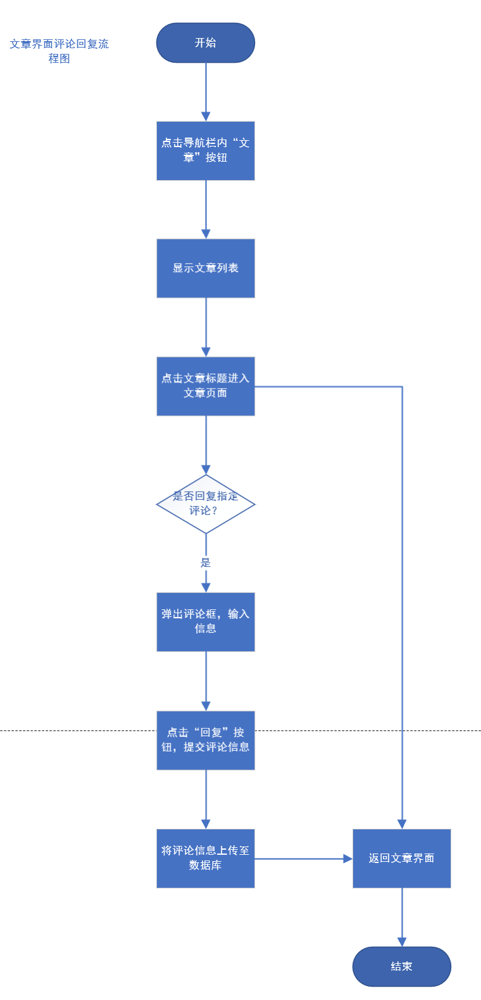 文章界面评论回复流
程图
开始
点击导航栏内“文
章”按钮
显示文章列表
点击文章标题进入
文章页面
是否回复指定
评论？
是
弹出评论框，输入
信息
点击“回复”按
钮，提交评论信息
将评论信息上传至
数据库
返回文章界面
结束